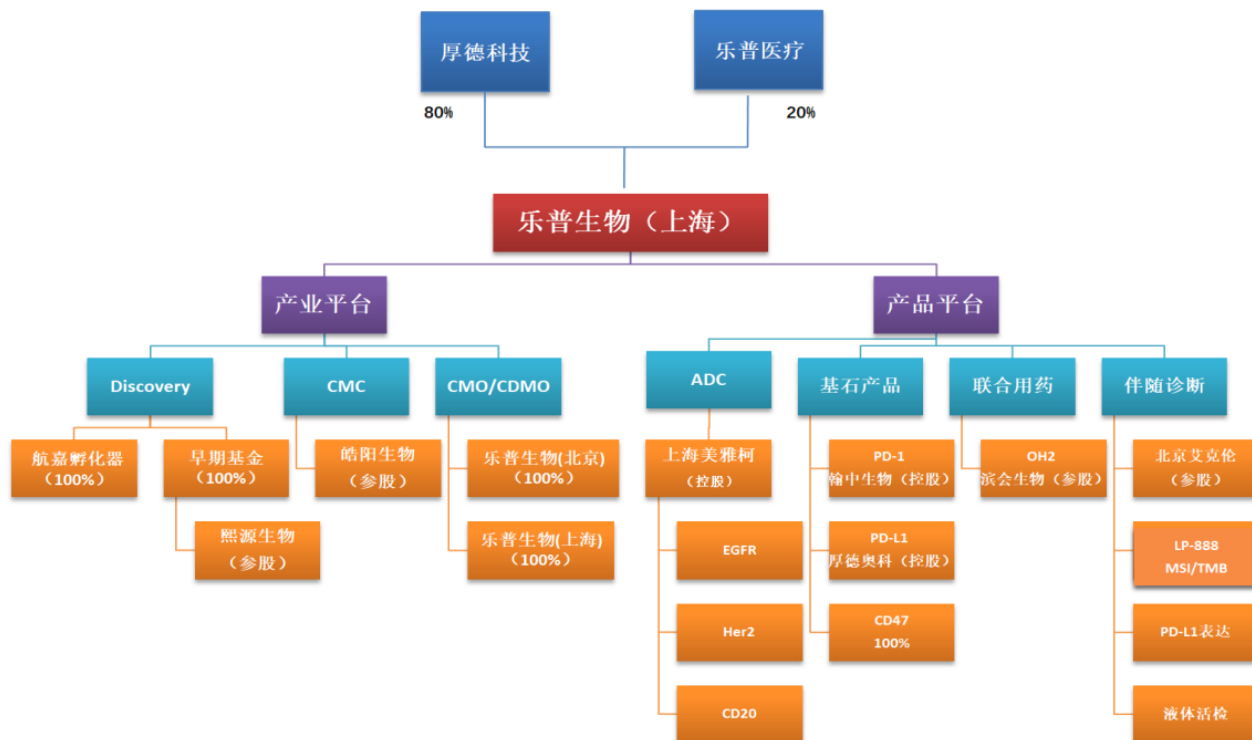 厚德科技
乐普医疗
80%
20%
乐普生物（上海）
产业平台
产品平台
Discovery
CMC
CMO/CDMO
ADC
基石产品
联合用药
伴随诊断
航嘉孵化器
(100%)
早期基金
（100%）
皓阳生物
（参股）
乐普生物(北京)
（100%）
上海美雅柯
（控股）
PD-1
翰中生物（控股）
OH2
滨会生物（参股）
北京艾克伦
（参股）
熙源生物
（参股）
乐普生物(上海)
（100%）
EGFR
PD-L1
厚德奥科（控股）
LP-888
MSI/TMB
Her2
CD47
100%
PD-L1表达
CD20
液体活检